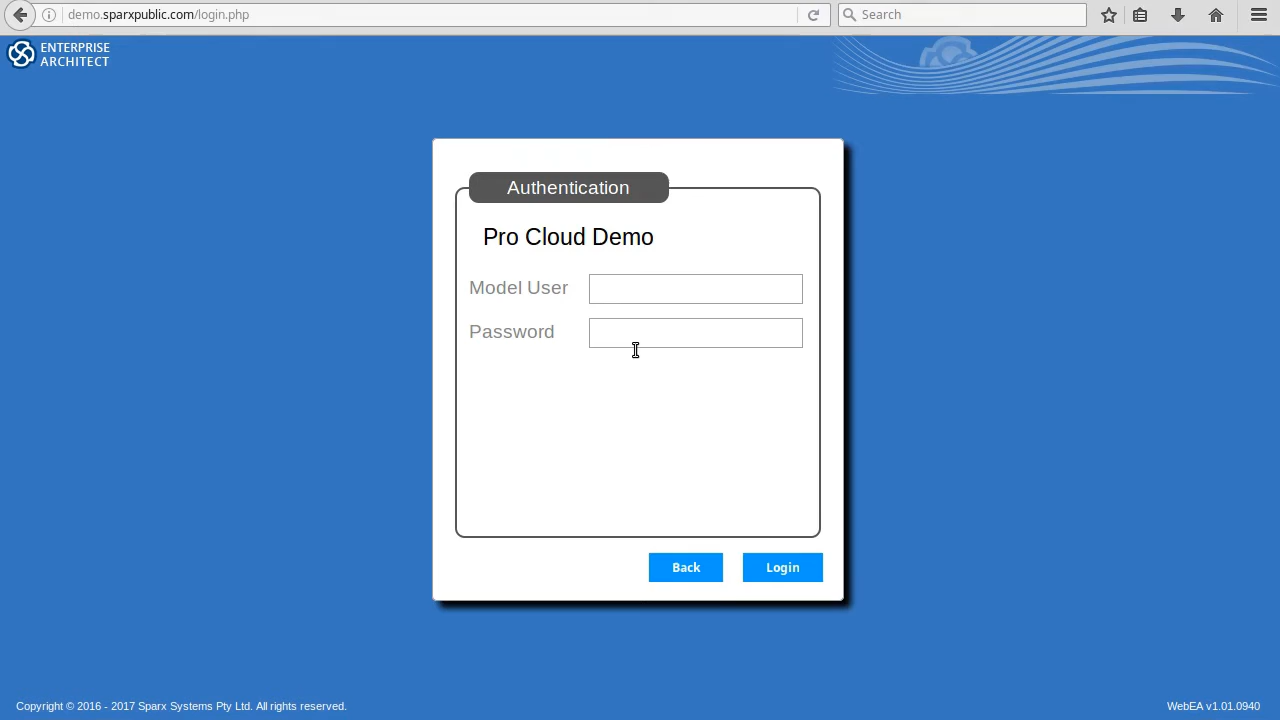 demo.sparxpublic.com/login.php
Search
ENTERPRISE
ARCHITECT
Authentication
Pro Cloud Demo
Model User
Password
Back
Login
Copyright © 2016 - 2017 Sparx Systems Pty Ltd. All rights reserved.
WebEA v1.01.0940